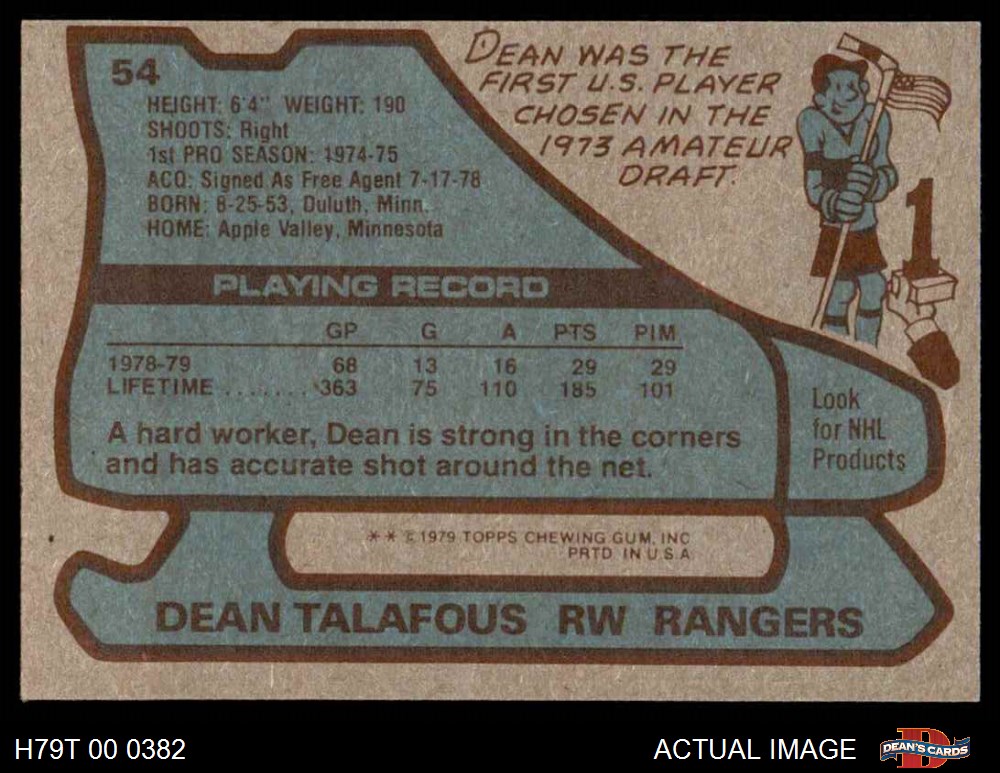 54
HEIGHT: 6'4" WEIGHT: 190
SHOOTS: Right
1st PRO SEASON: 1974-75
ACQ: Signed As Free Agent 7-17-78
BORN: 8-25-53, Duluth, Minn.
HOME: Apple Valley, Minnesota
DEAN WAS THE
FIRST U.S. PLAYER
CHOSEN IN THE
1973 AMATEUR
DRAFT.
1
PLAYING RECORD
GP G A PTS PIM
1978-79 68 13 16 29 29
LIFETIME ........ 363 75 110 185 101
A hard worker, Dean is strong in the corners
and has accurate shot around the net.
Look
for NHL
Products
** © 1979 TOPPS CHEWING GUM, INC
PRTD. IN U.S.A
DEAN TALAFOUS RW RANGERS
H79T 00 0382
ACTUAL IMAGE
D
DEAN'S CARDS